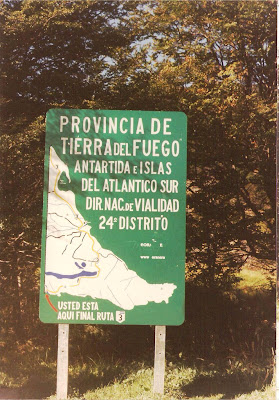 PROVINCIA DE
TIERRA DEL FUEGO
ANTARTIDA E ISLAS
DEL ATLANTICO SUR
DIR. NAC. DE VIALIDAD
24º DISTRITO
USTED ESTA
AQUI FINAL RUTA 3